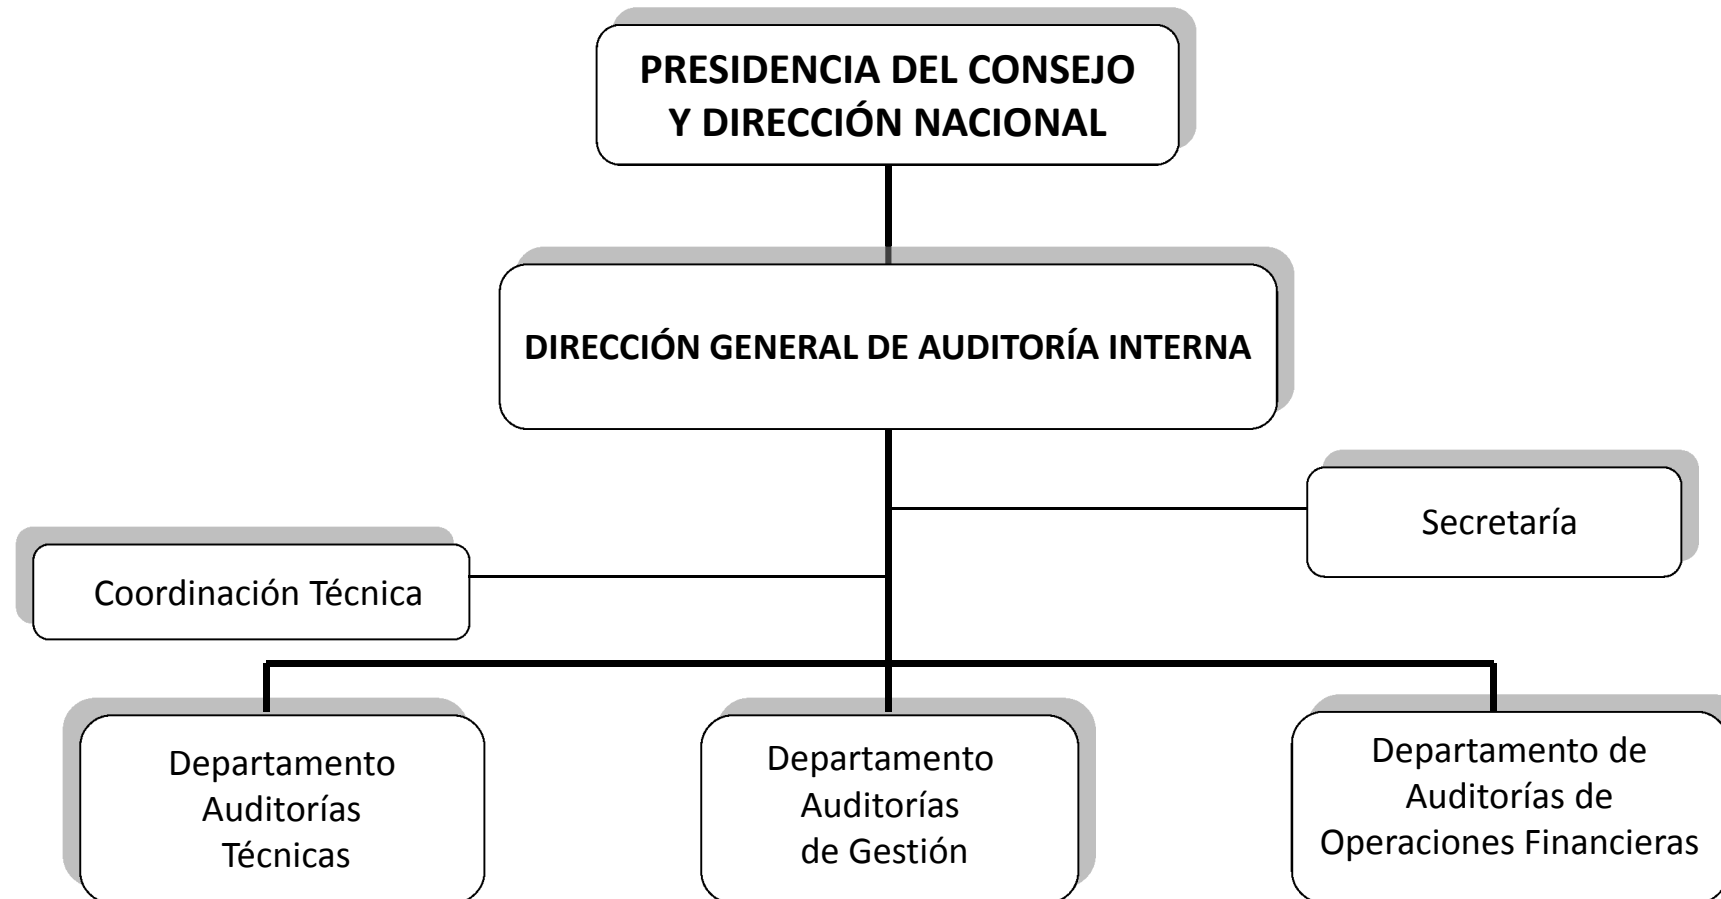 PRESIDENCIA DEL CONSEJO
Y DIRECCIÓN NACIONAL
DIRECCIÓN GENERAL DE AUDITORÍA INTERNA
Secretaría
Coordinación Técnica
Departamento
Auditorías
Técnicas
Departamento
Auditorías
de Gestión
Departamento de
Auditorías de
Operaciones Financieras